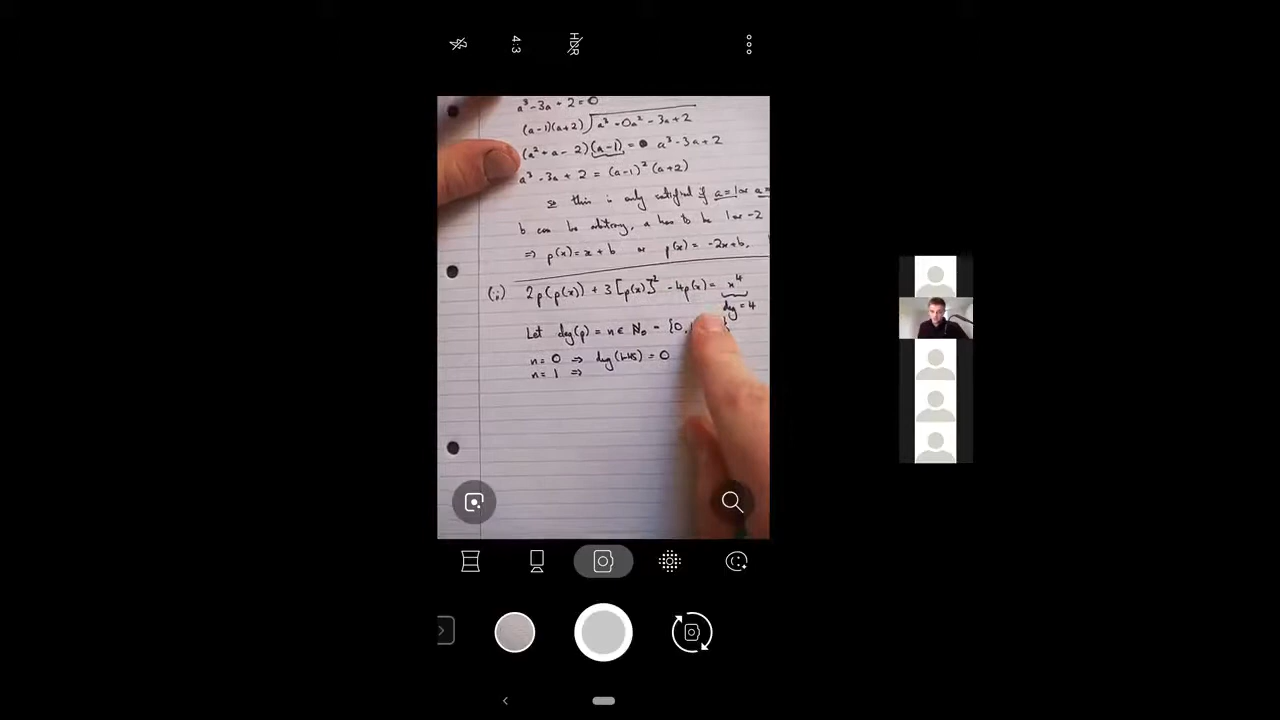 4:3 HDR
a³ - 3a + 2 = 0
(a-1)(a+2) a³ + 0a² - 3a + 2
(a² + a - 2)(a-1) = a³ - 3a + 2
a³ - 3a + 2 = (a-1)² (a+2)
so this is only satisfied if a = 1 or a =
b can be arbitrary, a has to be 1 or -2
⇒ p(x) = x + b or p(x) = -2x + b,
(ii) 2p(p(x)) + 3[p(x)]² - 4p(x) = x⁴
deg = 4
Let deg(p) = n ∈ N₀ = {0, }
n = 0 ⇒ deg(LHS) = 0
n = 1 ⇒